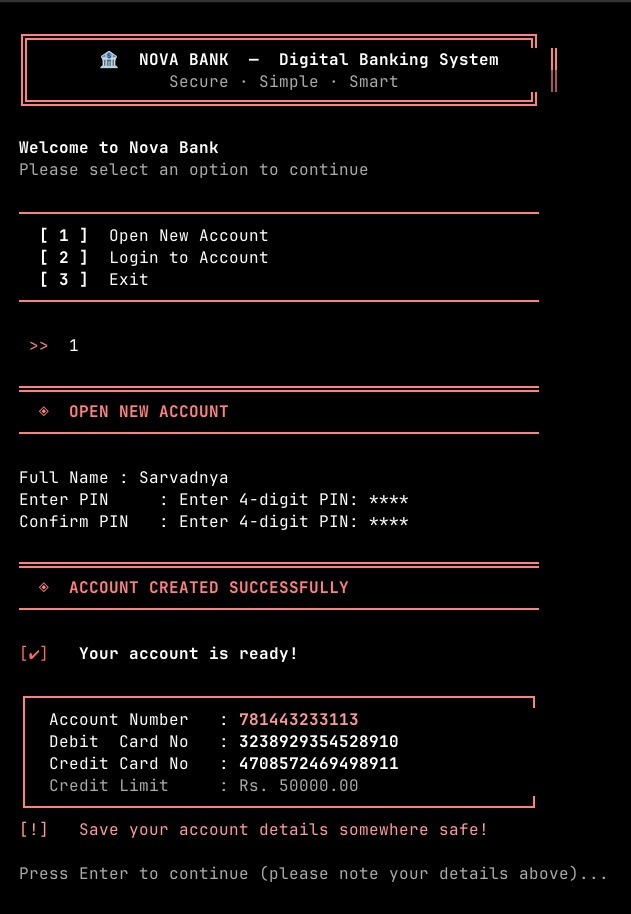 🏦 NOVA BANK — Digital Banking System
Secure · Simple · Smart
Welcome to Nova Bank
Please select an option to continue
[ 1 ] Open New Account
[ 2 ] Login to Account
[ 3 ] Exit
>> 1
◈ OPEN NEW ACCOUNT
Full Name : Sarvadnya
Enter PIN : Enter 4-digit PIN: ****
Confirm PIN : Enter 4-digit PIN: ****
◈ ACCOUNT CREATED SUCCESSFULLY
[✔] Your account is ready!
Account Number : 781443233113
Debit Card No : 3238929354528910
Credit Card No : 4708572469498911
Credit Limit : Rs. 50000.00
[!] Save your account details somewhere safe!
Press Enter to continue (please note your details above)...